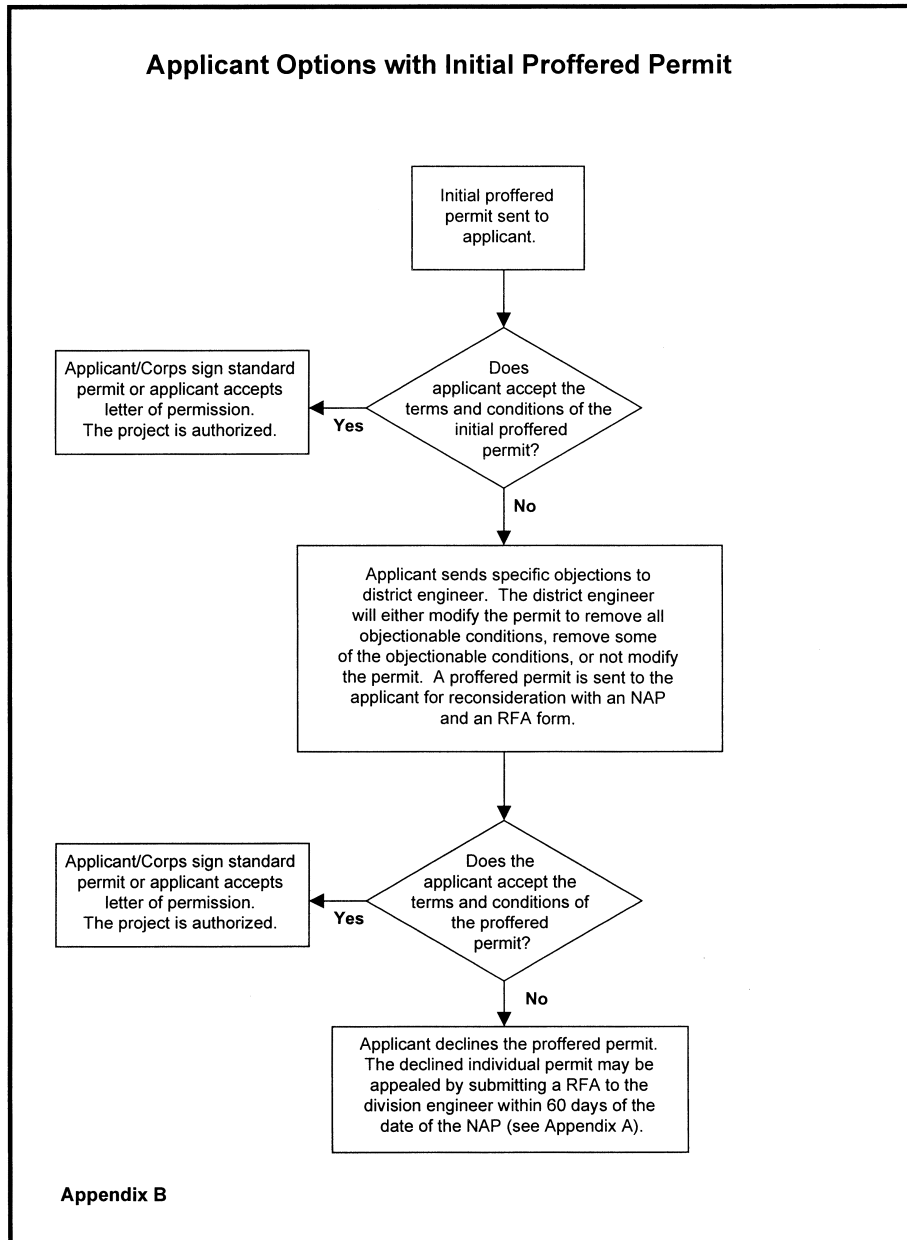 Applicant Options with Initial Proffered Permit
Initial proffered
permit sent to
applicant.
Does
applicant accept the
terms and conditions of the
initial proffered
permit?
Yes
Applicant/Corps sign standard
permit or applicant accepts
letter of permission.
The project is authorized.
No
Applicant sends specific objections to
district engineer. The district engineer
will either modify the permit to remove all
objectionable conditions, remove some
of the objectionable conditions, or not modify
the permit. A proffered permit is sent to the
applicant for reconsideration with an NAP
and an RFA form.
Does the
applicant accept the
terms and conditions of
the proffered
permit?
Yes
Applicant/Corps sign standard
permit or applicant accepts
letter of permission.
The project is authorized.
No
Applicant declines the proffered permit.
The declined individual permit may be
appealed by submitting a RFA to the
division engineer within 60 days of the
date of the NAP (see Appendix A).
Appendix B